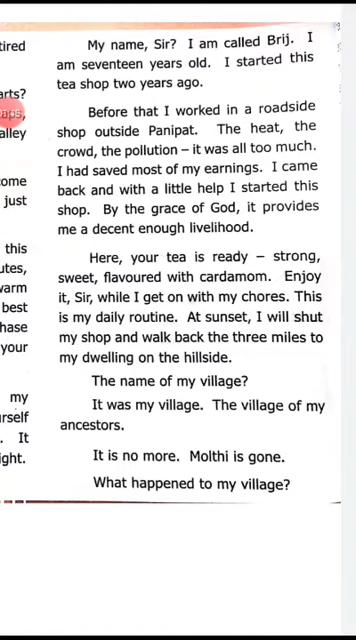 tired
arts?
aps,
alley
come
just
this
utes,
warm
best
hase
your
my
urself
. It
ight.
My name, Sir? I am called Brij. I
am seventeen years old. I started this
tea shop two years ago.
Before that I worked in a roadside
shop outside Panipat. The heat, the
crowd, the pollution – it was all too much.
I had saved most of my earnings. I came
back and with a little help I started this
shop. By the grace of God, it provides
me a decent enough livelihood.
Here, your tea is ready – strong,
sweet, flavoured with cardamom. Enjoy
it, Sir, while I get on with my chores. This
is my daily routine. At sunset, I will shut
my shop and walk back the three miles to
my dwelling on the hillside.
The name of my village?
It was my village. The village of my
ancestors.
It is no more. Molthi is gone.
What happened to my village?